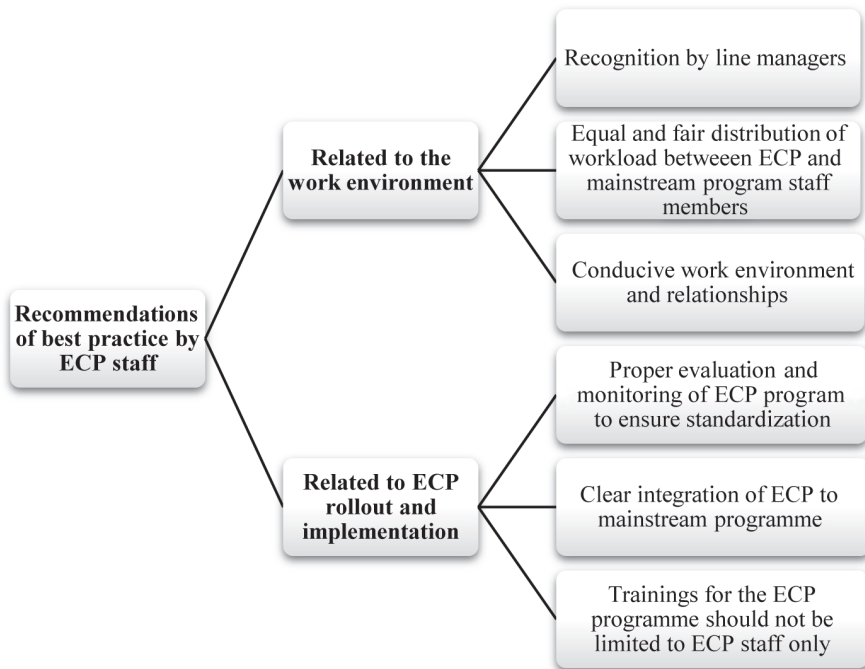 Recommendations
of best practice by
ECP staff
Related to the
work environment
Recognition by line managers
Equal and fair distribution of
workload betweeen ECP and
mainstream program staff
members
Conducive work environment
and relationships
Related to ECP
rollout and
implementation
Proper evaluation and
monitoring of ECP program
to ensure standardization
Clear integration of ECP to
mainstream programme
Trainings for the ECP
programme should not be
limited to ECP staff only